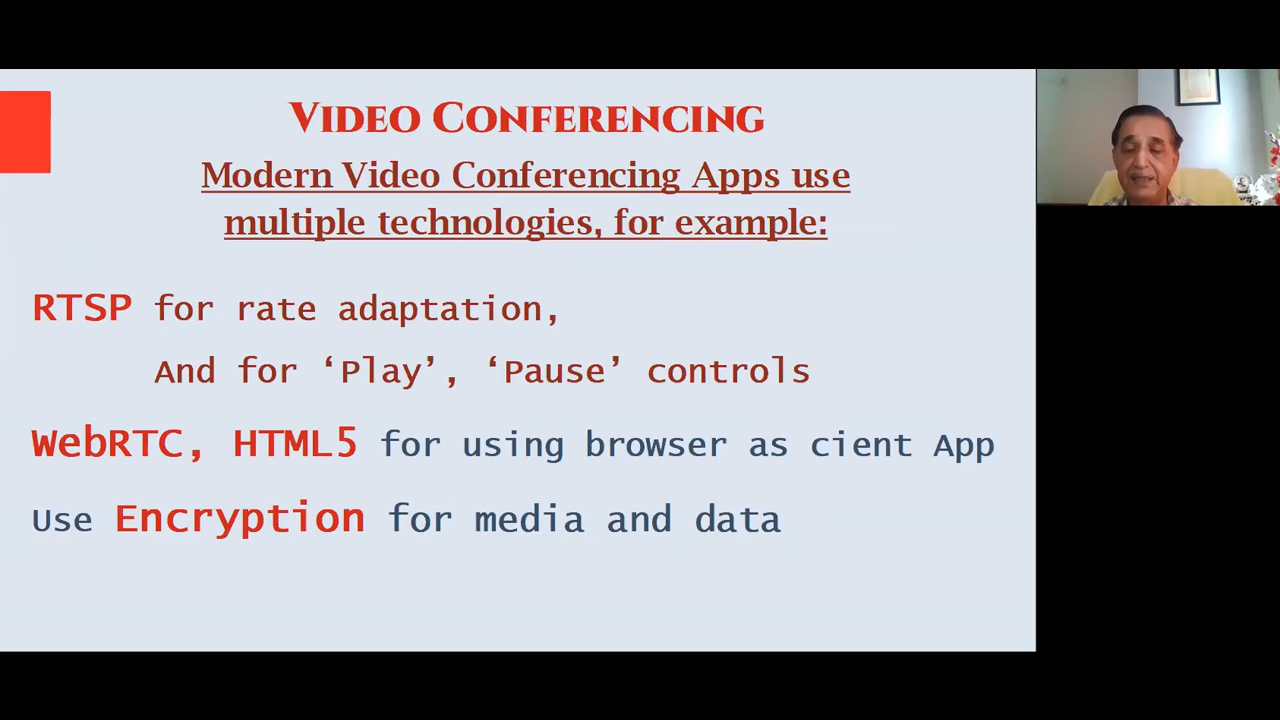 VIDEO CONFERENCING
Modern Video Conferencing Apps use
multiple technologies, for example:
RTSP for rate adaptation,
And for ‘Play’, ‘Pause’ controls
WebRTC, HTML5 for using browser as cient App
Use Encryption for media and data